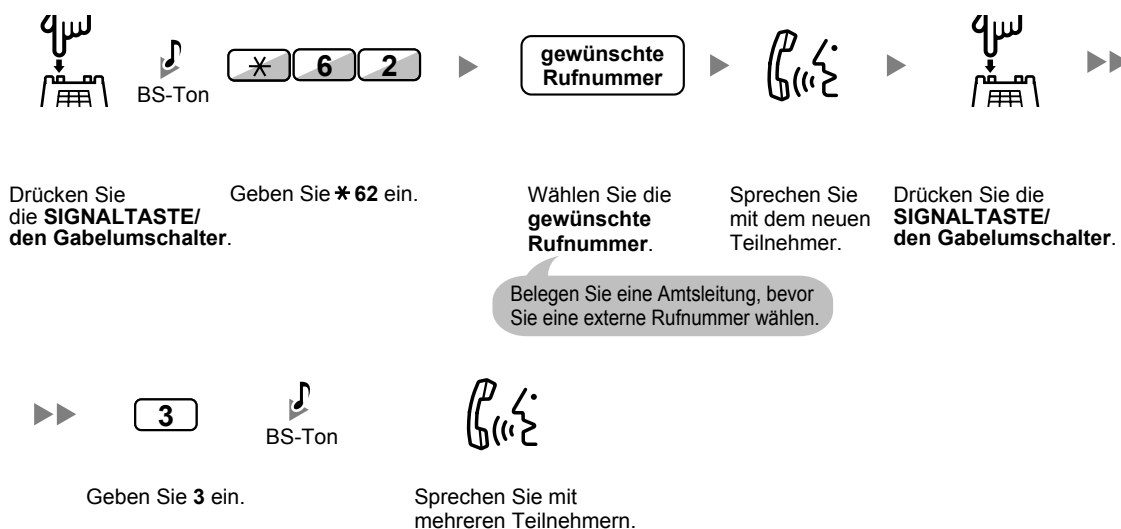 BS-Ton
✳ 6 2
gewünschte
Rufnummer
Drücken Sie
die SIGNALTASTE/
den Gabelumschalter.
Geben Sie ✳ 62 ein.
Wählen Sie die
gewünschte
Rufnummer.
Sprechen Sie
mit dem neuen
Teilnehmer.
Drücken Sie die
SIGNALTASTE/
den Gabelumschalter.
Belegen Sie eine Amtsleitung, bevor
Sie eine externe Rufnummer wählen.
3
BS-Ton
Geben Sie 3 ein.
Sprechen Sie mit
mehreren Teilnehmern.